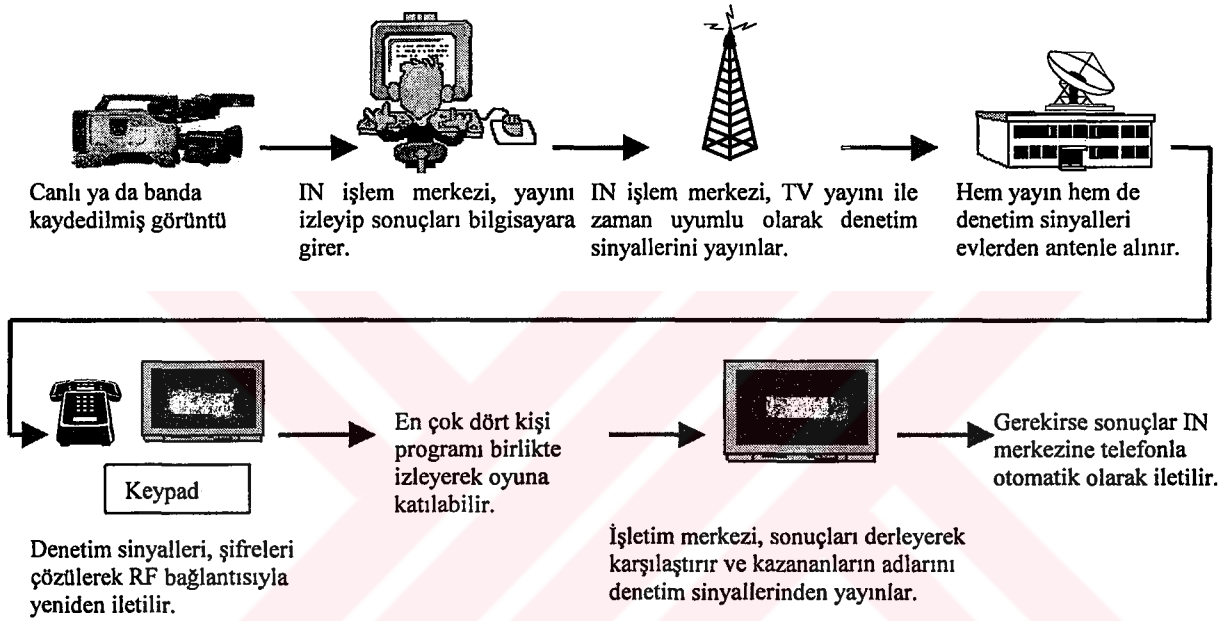 Canlı ya da banda
kaydedilmiş görüntü
IN işlem merkezi, yayını
izleyip sonuçları bilgisayara
girer.
IN işlem merkezi, TV yayını ile
zaman uyumlu olarak denetim
sinyallerini yayınlar.
Hem yayın hem de
denetim sinyalleri
evlerden antenle alınır.
Keypad
Denetim sinyalleri, şifreleri
çözülerek RF bağlantısıyla
yeniden iletilir.
En çok dört kişi
programı birlikte
izleyerek oyuna
katılabilir.
İşletim merkezi, sonuçları derleyerek
karşılaştırır ve kazananların adlarını
denetim sinyallerinden yayınlar.
Gerekirse sonuçlar IN
merkezine telefonla
otomatik olarak iletilir.